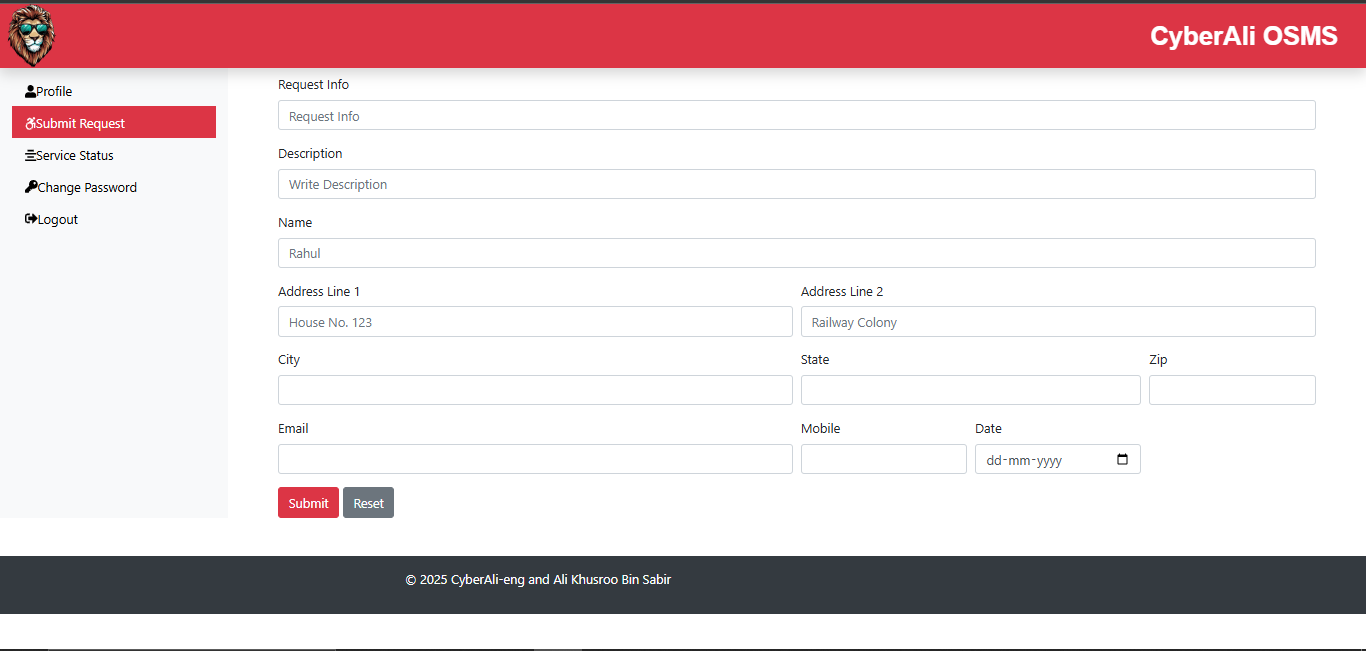 CyberAli OSMS
Profile
Submit Request
Service Status
Change Password
Logout
Request Info
Request Info
Description
Write Description
Name
Rahul
Address Line 1 Address Line 2
House No. 123 Railway Colony
City State Zip
Email Mobile Date
dd-mm-yyyy
Submit Reset
© 2025 CyberAli-eng and Ali Khusroo Bin Sabir